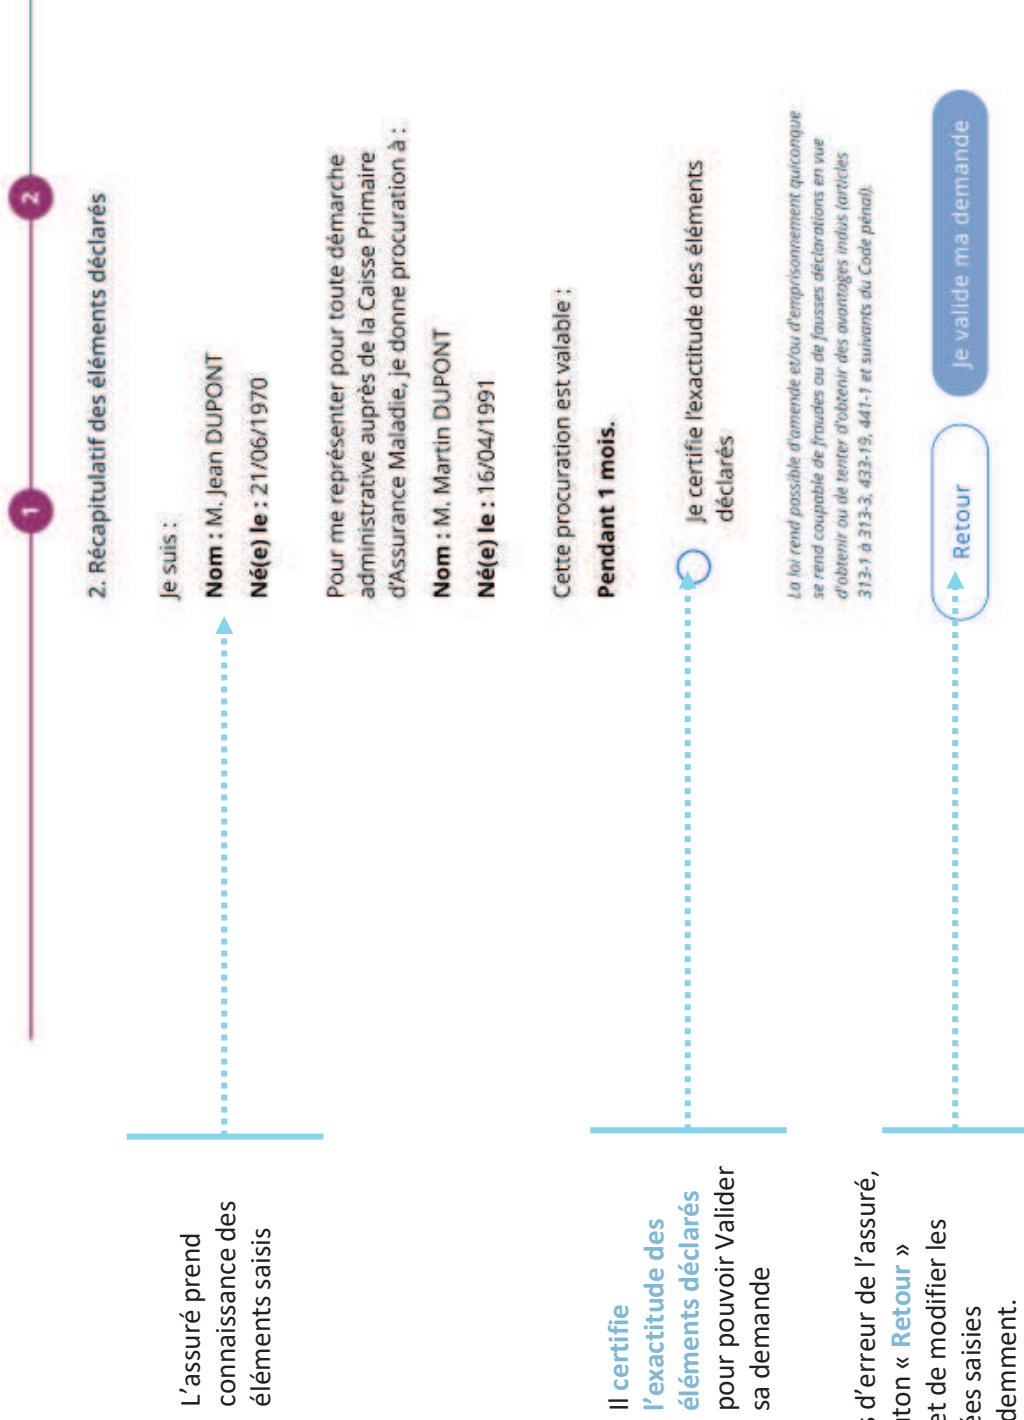 1
2
2. Récapitulatif des éléments déclarés
L'assuré prend
connaissance des
éléments saisis
Je suis :
Nom : M. Jean DUPONT
Né(e) le : 21/06/1970
Pour me représenter pour toute démarche
administrative auprès de la Caisse Primaire
d'Assurance Maladie, je donne procuration à :
Nom : M. Martin DUPONT
Né(e) le : 16/04/1991
Cette procuration est valable :
Pendant 1 mois.
Il certifie
l'exactitude des
éléments déclarés
pour pouvoir Valider
sa demande
Je certifie l'exactitude des éléments
déclarés
La loi rend passible d'amende et/ou d'emprisonnement quiconque
se rend coupable de fraudes ou de fausses déclarations en vue
d'obtenir ou de tenter d'obtenir des avantages indus (articles
313-1 à 313-3, 433-19, 441-1 et suivants du Code pénal).
d'erreur de l'assuré,
« Retour »
et de modifier les
saisies
Retour
Je valide ma demande